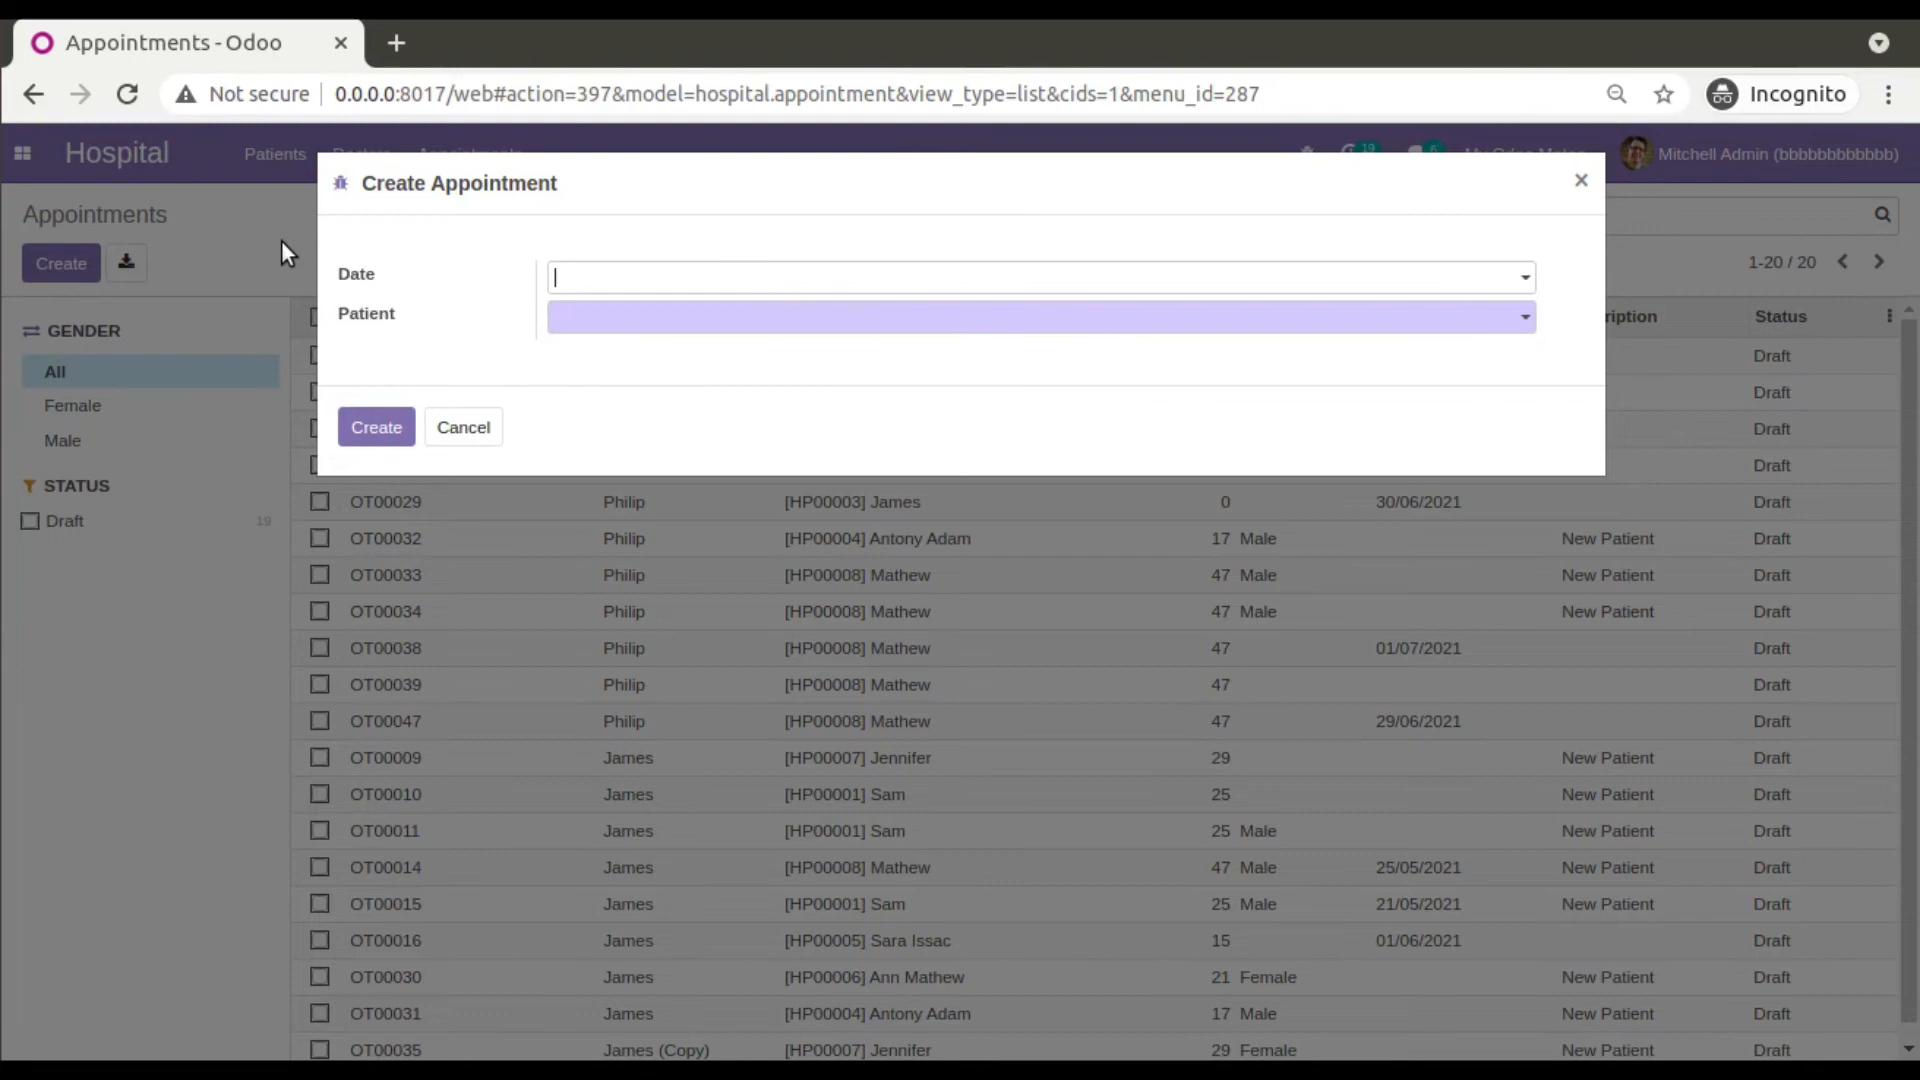 Appointments - Odoo
Not secure 0.0.0.0:8017/web#action=397&model=hospital.appointment&view_type=list&cids=1&menu_id=287
Incognito
Hospital Patients Doctors Appointments 19 6 Mitchell Admin (bbbbbbbbbbbb)
Create Appointment
Appointments
Create
1-20 / 20
Date
Patient
Create Cancel
GENDER
All
Female
Male
STATUS
Draft 19
ription Status
Draft
Draft
Draft
Draft
OT00029 Philip [HP00003] James 0 30/06/2021 Draft
OT00032 Philip [HP00004] Antony Adam 17 Male New Patient Draft
OT00033 Philip [HP00008] Mathew 47 Male New Patient Draft
OT00034 Philip [HP00008] Mathew 47 Male New Patient Draft
OT00038 Philip [HP00008] Mathew 47 01/07/2021 Draft
OT00039 Philip [HP00008] Mathew 47 Draft
OT00047 Philip [HP00008] Mathew 47 29/06/2021 Draft
OT00009 James [HP00007] Jennifer 29 New Patient Draft
OT00010 James [HP00001] Sam 25 New Patient Draft
OT00011 James [HP00001] Sam 25 Male New Patient Draft
OT00014 James [HP00008] Mathew 47 Male 25/05/2021 New Patient Draft
OT00015 James [HP00001] Sam 25 Male 21/05/2021 New Patient Draft
OT00016 James [HP00005] Sara Issac 15 01/06/2021 Draft
OT00030 James [HP00006] Ann Mathew 21 Female New Patient Draft
OT00031 James [HP00004] Antony Adam 17 Male New Patient Draft
OT00035 James (Copy) [HP00007] Jennifer 29 Female New Patient Draft